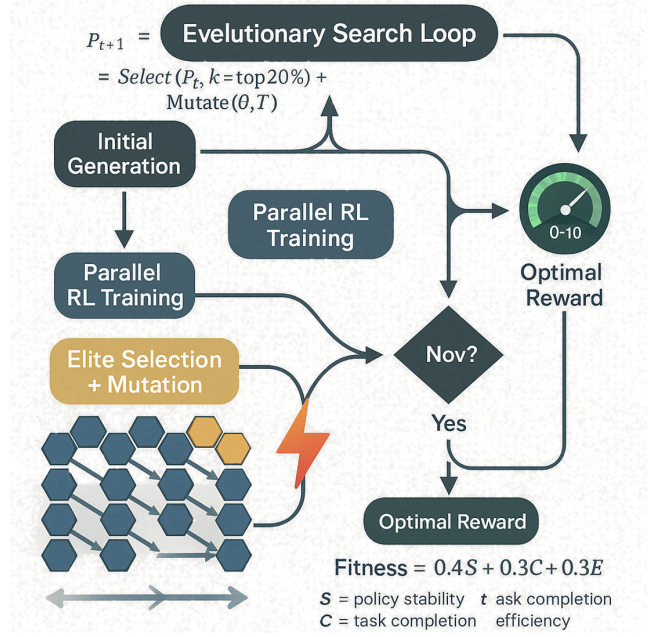 Evelutionary Search Loop
P_{t+1} =
= Select (P_t, k=top20%) +
Mutate(θ,T)
Initial
Generation
Parallel RL
Training
0-10
Optimal
Reward
Parallel
RL Training
Elite Selection
+ Mutation
Nov?
Yes
Optimal Reward
Fitness = 0.4S + 0.3C + 0.3E
S = policy stability t ask completion
C = task completion efficiency